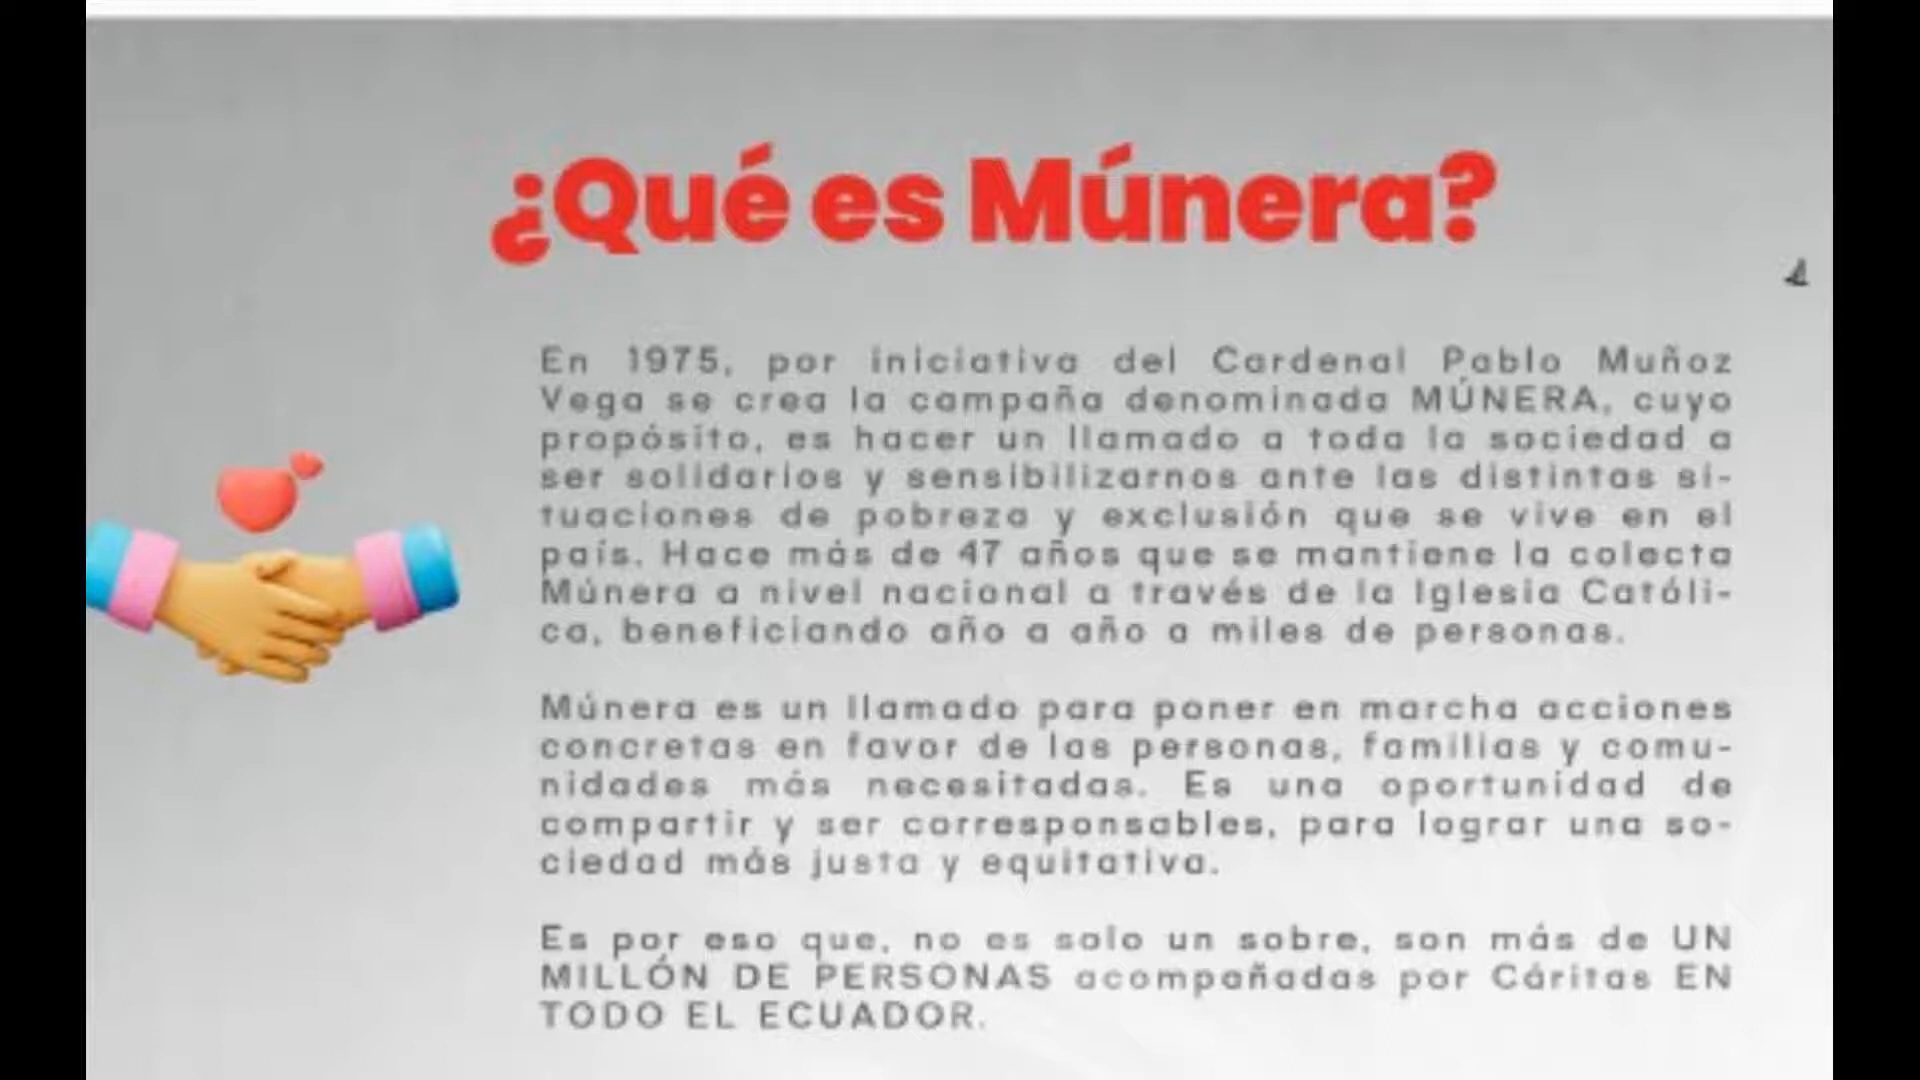 ¿Qué es Múnera?
En 1975, por iniciativa del Cardenal Pablo Muñoz
Vega se crea la campaña denominada MÚNERA, cuyo
propósito, es hacer un llamado a toda la sociedad a
ser solidarios y sensibilizarnos ante las distintas si-
tuaciones de pobreza y exclusión que se vive en el
país. Hace más de 47 años que se mantiene la colecta
Múnera a nivel nacional a través de la Iglesia Católi-
ca, beneficiando año a año a miles de personas.
Múnera es un llamado para poner en marcha acciones
concretas en favor de las personas, familias y comu-
nidades más necesitadas. Es una oportunidad de
compartir y ser corresponsables, para lograr una so-
ciedad más justa y equitativa.
Es por eso que, no es solo un sobre, son más de UN
MILLÓN DE PERSONAS acompañadas por Cáritas EN
TODO EL ECUADOR.